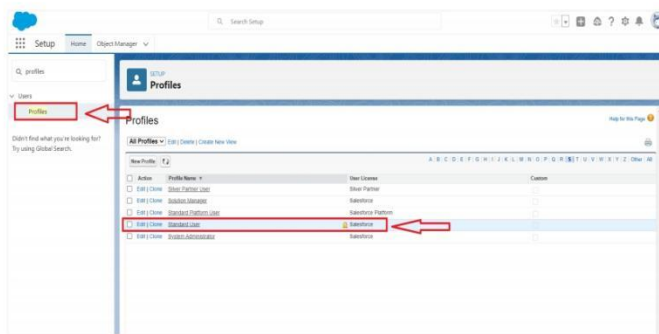 Search Setup
Setup Home Object Manager
profiles
SETUP
Profiles
Users
Profiles
Didn't find what you're looking for?
Try using Global Search.
Profiles
Help for this Page
All Profiles Edit | Delete | Create New View
New Profile
A B C D E F G H I J K L M N O P Q R S T U V W X Y Z Other All
Action Profile Name User License Custom
Edit | Clone Silver Partner User Silver Partner
Edit | Clone Solution Manager Salesforce
Edit | Clone Standard Platform User Salesforce Platform
Edit | Clone Standard User Salesforce
Edit | Clone System Administrator Salesforce